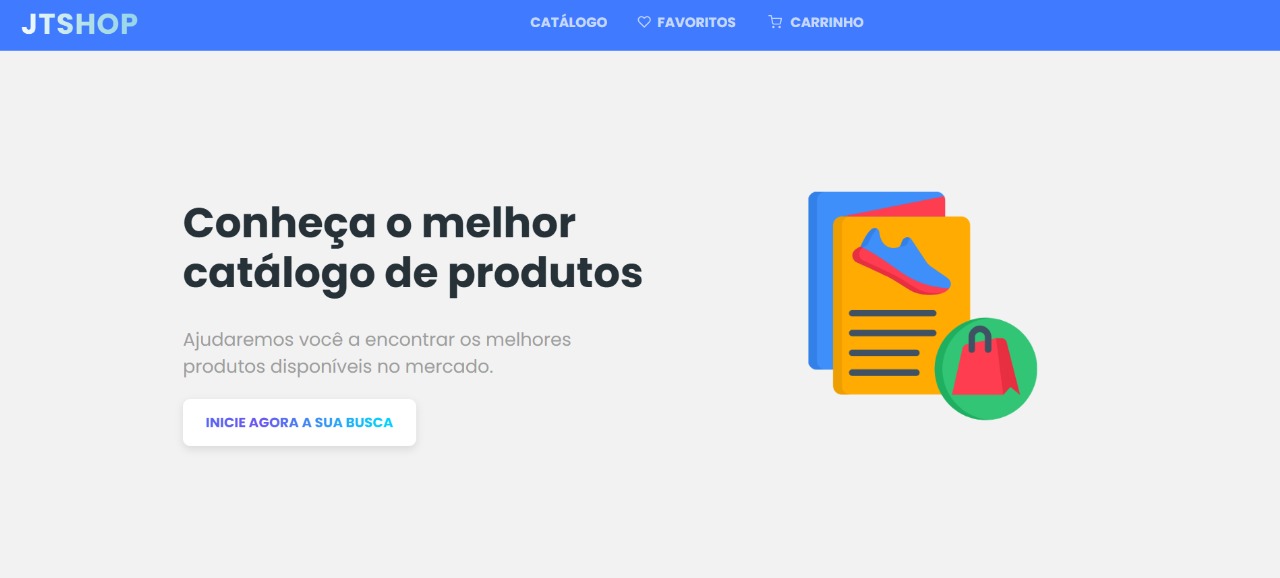 JTSHOP
CATÁLOGO FAVORITOS CARRINHO
Conheça o melhor
catálogo de produtos
Ajudaremos você a encontrar os melhores
produtos disponíveis no mercado.
INICIE AGORA A SUA BUSCA